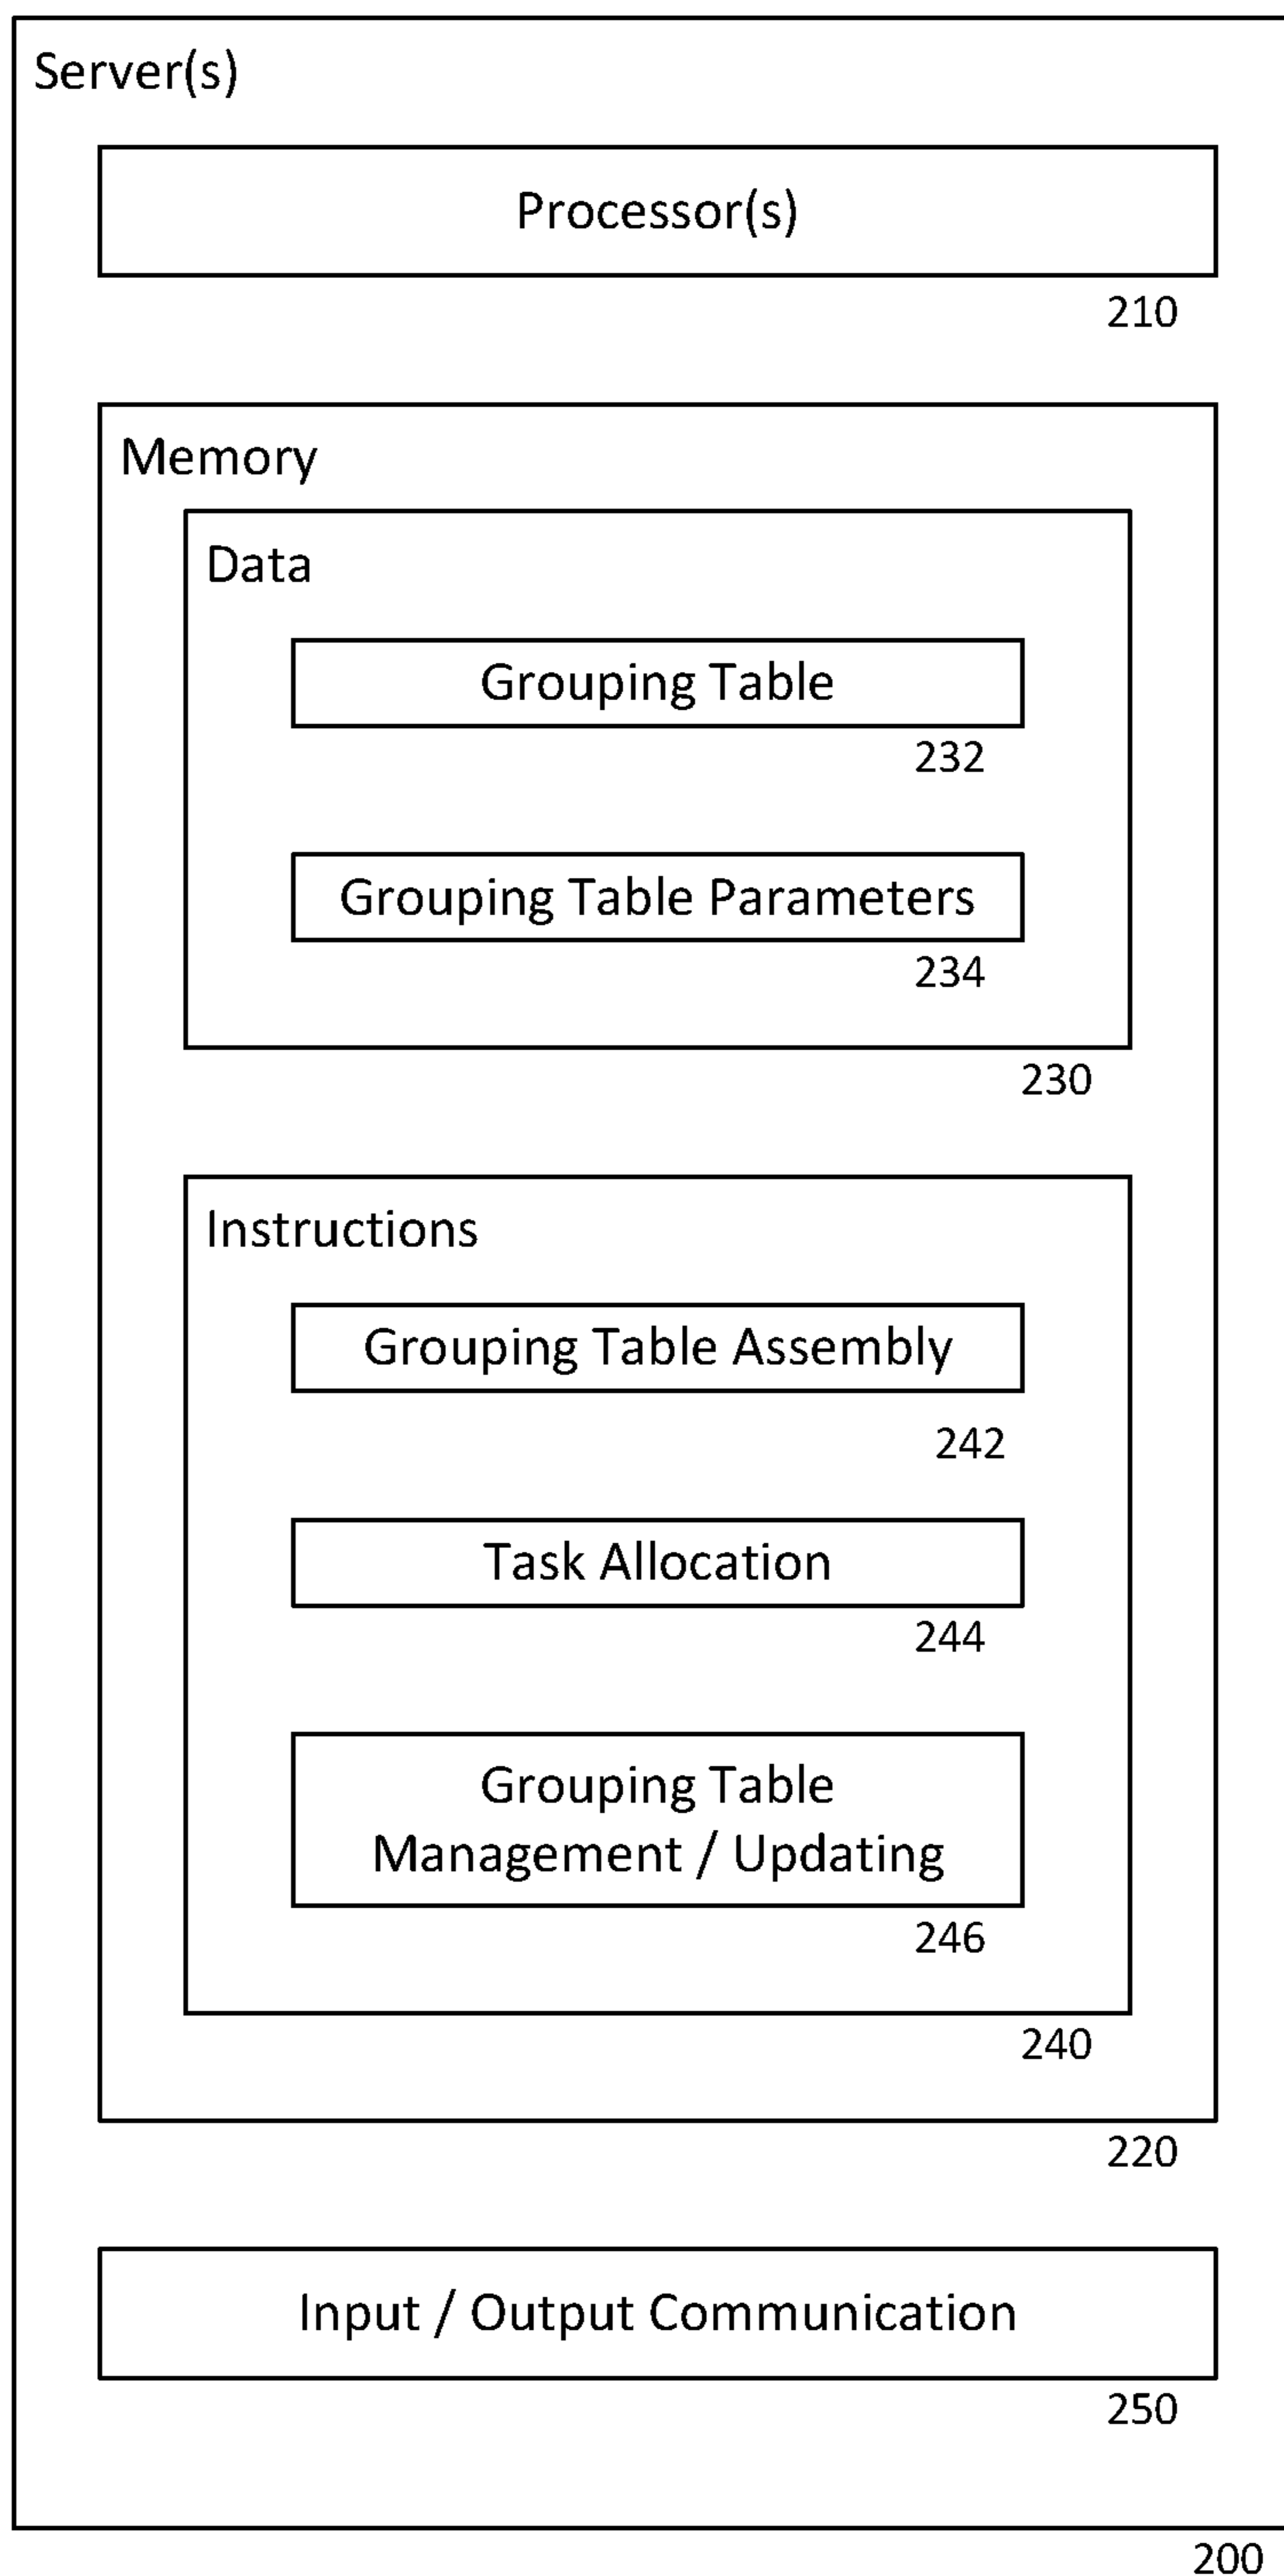 Server(s)
Processor(s)
210
Memory
Data
Grouping Table
232
Grouping Table Parameters
234
230
Instructions
Grouping Table Assembly
242
Task Allocation
244
Grouping Table
Management / Updating
246
240
220
Input / Output Communication
250
200